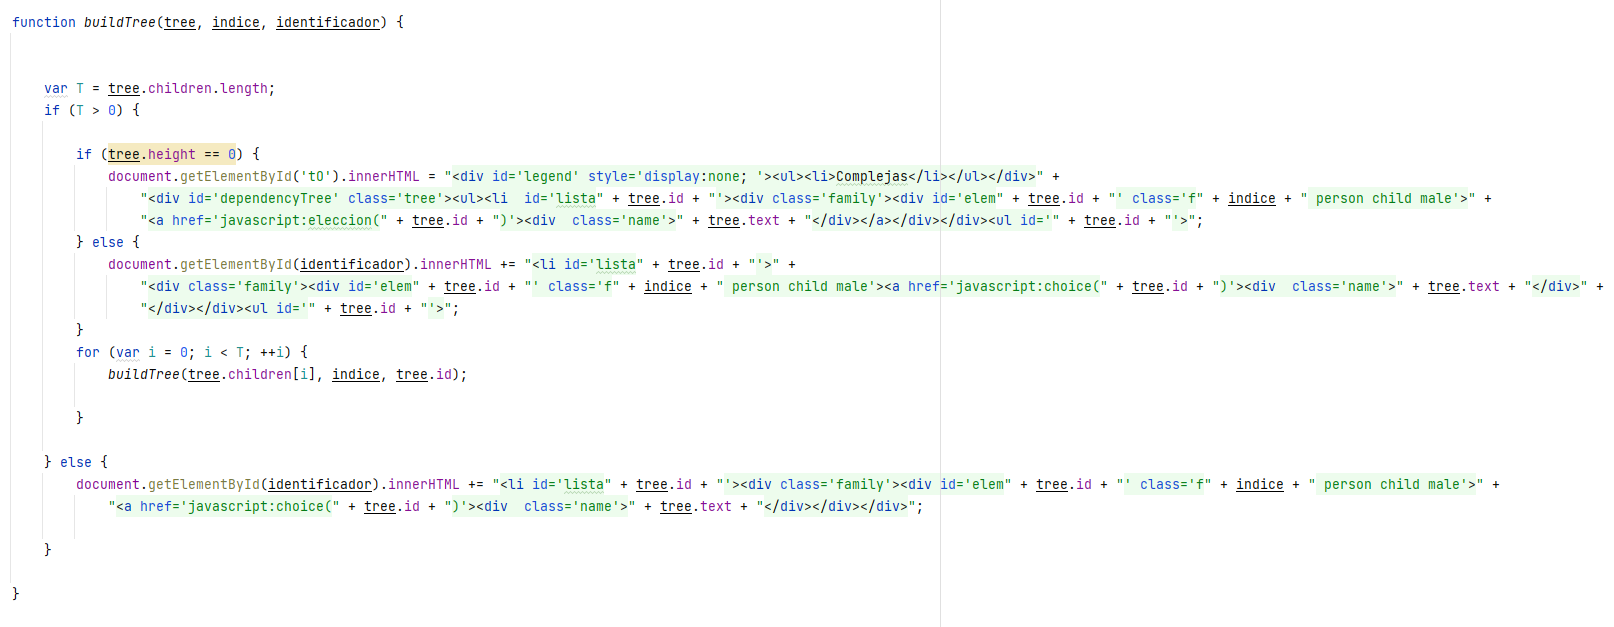 function buildTree(tree, indice, identificador) {
var T = tree.children.length;
if (T > 0) {
if (tree.height == 0) {
document.getElementById('tO').innerHTML = "<div id='legend' style='display:none; '><ul><li>Complejas</li></ul></div>" +
"<div id='dependencyTree' class='tree'><ul><li  id='lista" + tree.id + "'><div class='family'><div id='elem" + tree.id + "' class='f" + indice + " person child male'>" +
"<a href='javascript:eleccion(" + tree.id + ")'><div  class='name'>" + tree.text + "</div></a></div></div><ul id='" + tree.id + "'>";
} else {
document.getElementById(identificador).innerHTML += "<li id='lista" + tree.id + "'>" +
"<div class='family'><div id='elem" + tree.id + "' class='f" + indice + " person child male'><a href='javascript:choice(" + tree.id + ")'><div  class='name'>" + tree.text + "</div>" +
"</div></div><ul id='" + tree.id + "'>";
}
for (var i = 0; i < T; ++i) {
buildTree(tree.children[i], indice, tree.id);
}
} else {
document.getElementById(identificador).innerHTML += "<li id='lista" + tree.id + "'><div class='family'><div id='elem" + tree.id + "' class='f" + indice + " person child male'>" +
"<a href='javascript:choice(" + tree.id + ")'><div  class='name'>" + tree.text + "</div></div></div>";
}
}